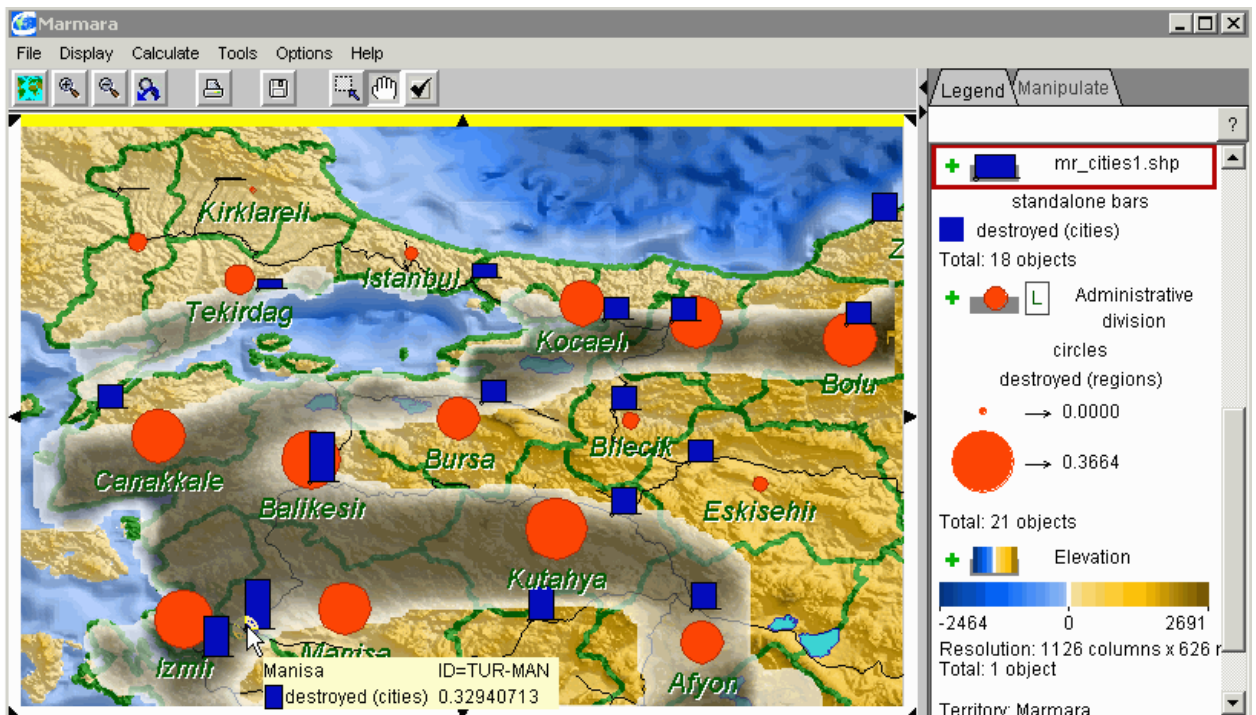 Marmara
File Display Calculate Tools Options Help
Legend Manipulate
?
mr_cities1.shp
standalone bars
destroyed (cities)
Total: 18 objects
L Administrative
division
circles
destroyed (regions)
0.0000
0.3664
Total: 21 objects
Elevation
-2464 0 2691
Resolution: 1126 columns x 626 r
Total: 1 object
Territory: Marmara
Kirklareli
Z
Istanbul
Tekirdag
Kocaeli
Bolu
Canakkale
Bursa
Bilecik
Balikesir
Eskisehir
Kutahya
Izmir
Manisa
Afyon
Manisa ID=TUR-MAN
destroyed (cities) 0.32940713